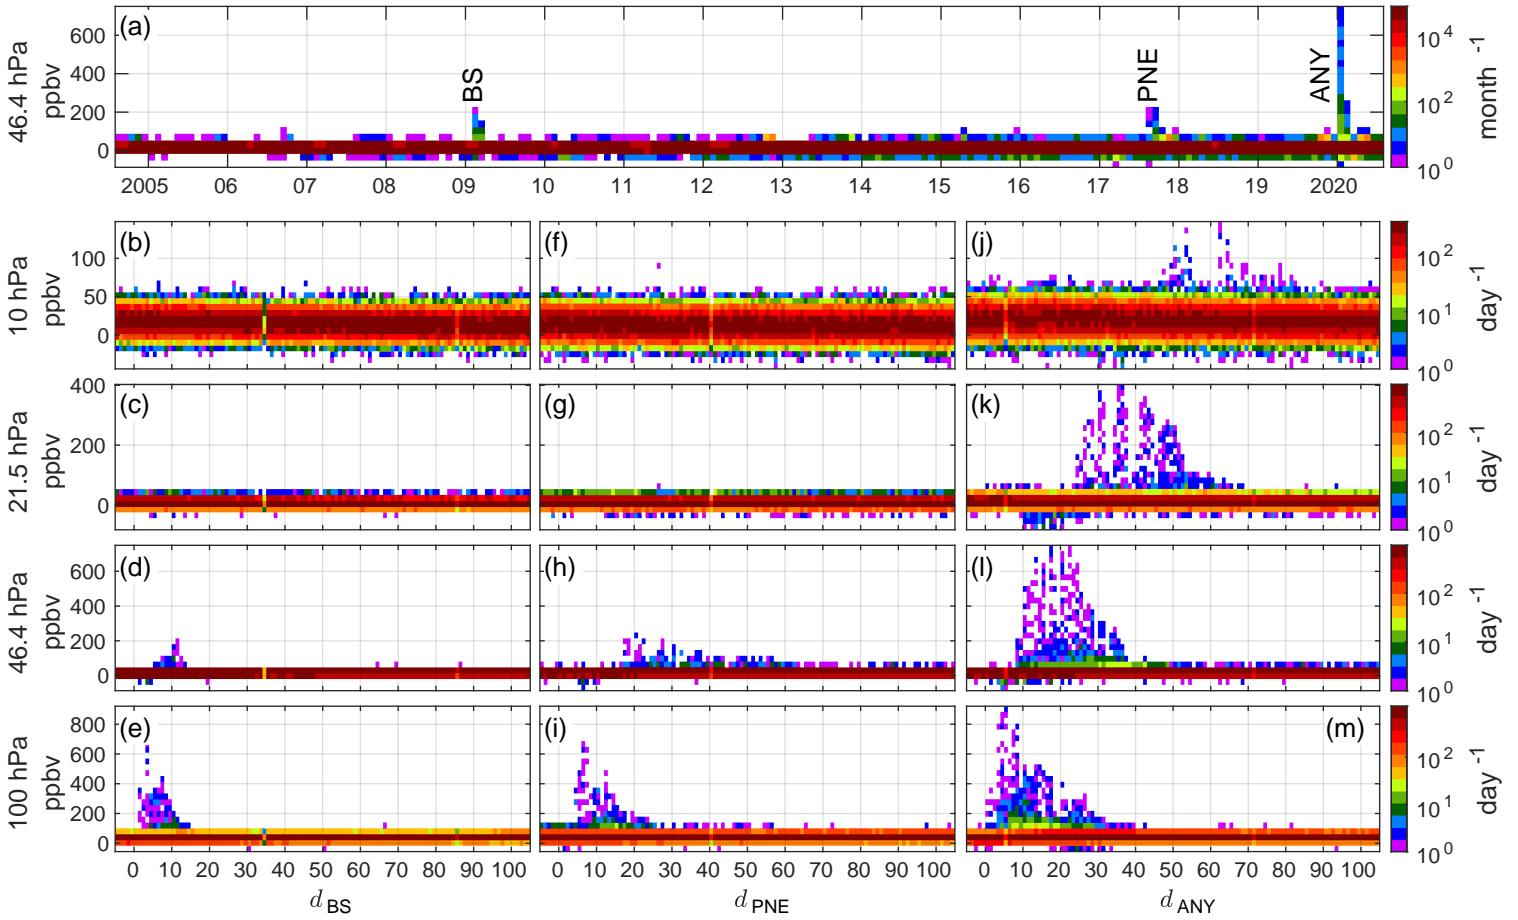 (a)
46.4 hPa
ppbv
600
400
200
0
BS
PNE
ANY
10^4
10^2
10^0
month^-1
2005 06 07 08 09 10 11 12 13 14 15 16 17 18 19 2020
(b) (f) (j)
10 hPa
ppbv
100
50
0
10^2
10^1
10^0
day^-1
(c) (g) (k)
21.5 hPa
ppbv
400
200
0
10^2
10^1
10^0
day^-1
(d) (h) (l)
46.4 hPa
ppbv
600
400
200
0
10^2
10^1
10^0
day^-1
(e) (i) (m)
100 hPa
ppbv
800
600
400
200
0
10^2
10^1
10^0
day^-1
0 10 20 30 40 50 60 70 80 90 100
0 10 20 30 40 50 60 70 80 90 100
0 10 20 30 40 50 60 70 80 90 100
d BS
d PNE
d ANY